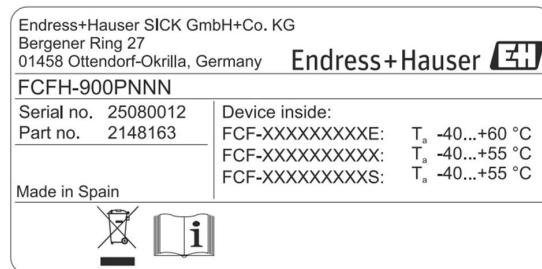 Endress+Hauser SICK GmbH+Co. KG
Bergener Ring 27
01458 Ottendorf-Okrilla, Germany
Endress+Hauser EH
FCFH-900PNNN
Serial no. 25080012
Part no. 2148163
Made in Spain
Device inside:
FCF-XXXXXXXXXE: Ta -40...+60 °C
FCF-XXXXXXXXXX: Ta -40...+55 °C
FCF-XXXXXXXXXS: Ta -40...+55 °C
i